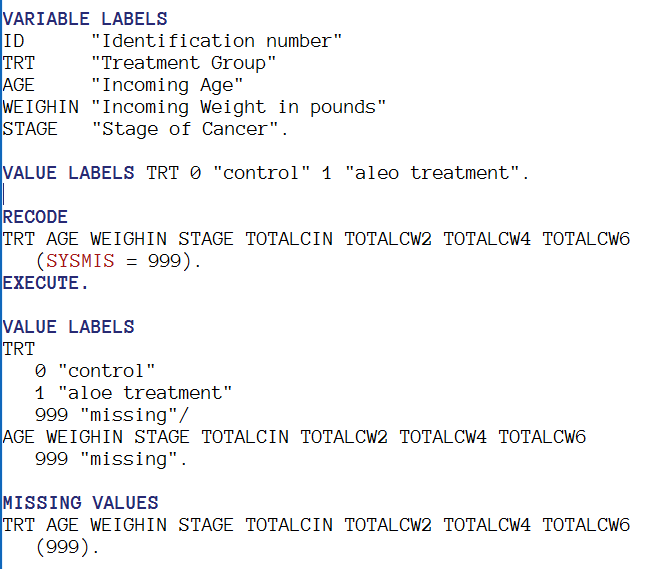 VARIABLE LABELS
ID "Identification number"
TRT "Treatment Group"
AGE "Incoming Age"
WEIGHIN "Incoming Weight in pounds"
STAGE "Stage of Cancer".
VALUE LABELS TRT 0 "control" 1 "aleo treatment".
RECODE
TRT AGE WEIGHIN STAGE TOTALCIN TOTALCW2 TOTALCW4 TOTALCW6
(SYSMIS = 999).
EXECUTE.
VALUE LABELS
TRT
0 "control"
1 "aloe treatment"
999 "missing"/
AGE WEIGHIN STAGE TOTALCIN TOTALCW2 TOTALCW4 TOTALCW6
999 "missing".
MISSING VALUES
TRT AGE WEIGHIN STAGE TOTALCIN TOTALCW2 TOTALCW4 TOTALCW6
(999).